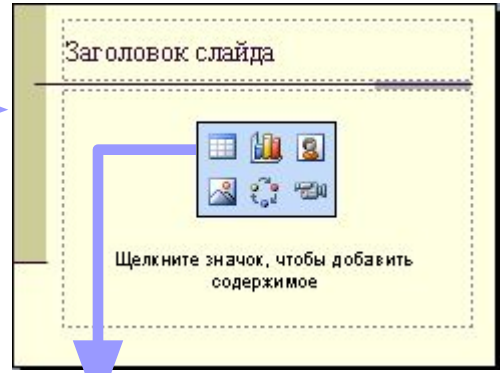 Заголовок слайда
Щелкните значок, чтобы добавить
содержимое